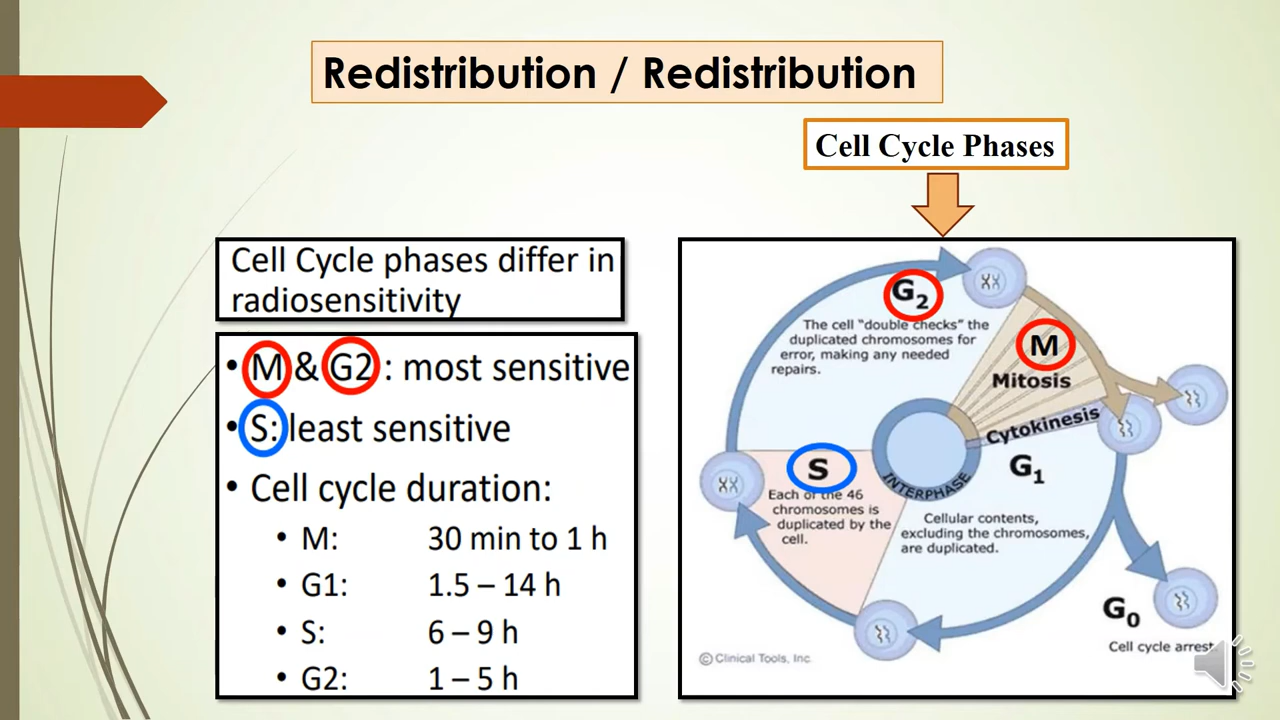 Redistribution / Redistribution
Cell Cycle Phases
Cell Cycle phases differ in
radiosensitivity
• M & G2 : most sensitive
• S: least sensitive
• Cell cycle duration:
• M: 30 min to 1 h
• G1: 1.5 – 14 h
• S: 6 – 9 h
• G2: 1 – 5 h
G2
The cell “double checks” the
duplicated chromosomes for
error, making any needed
repairs.
M
Mitosis
Cytokinesis
G1
Cellular contents,
excluding the chromosomes,
are duplicated.
INTERPHASE
S
Each of the 46
chromosomes is
duplicated by the
cell.
G0
Cell cycle arrest
© Clinical Tools, Inc.